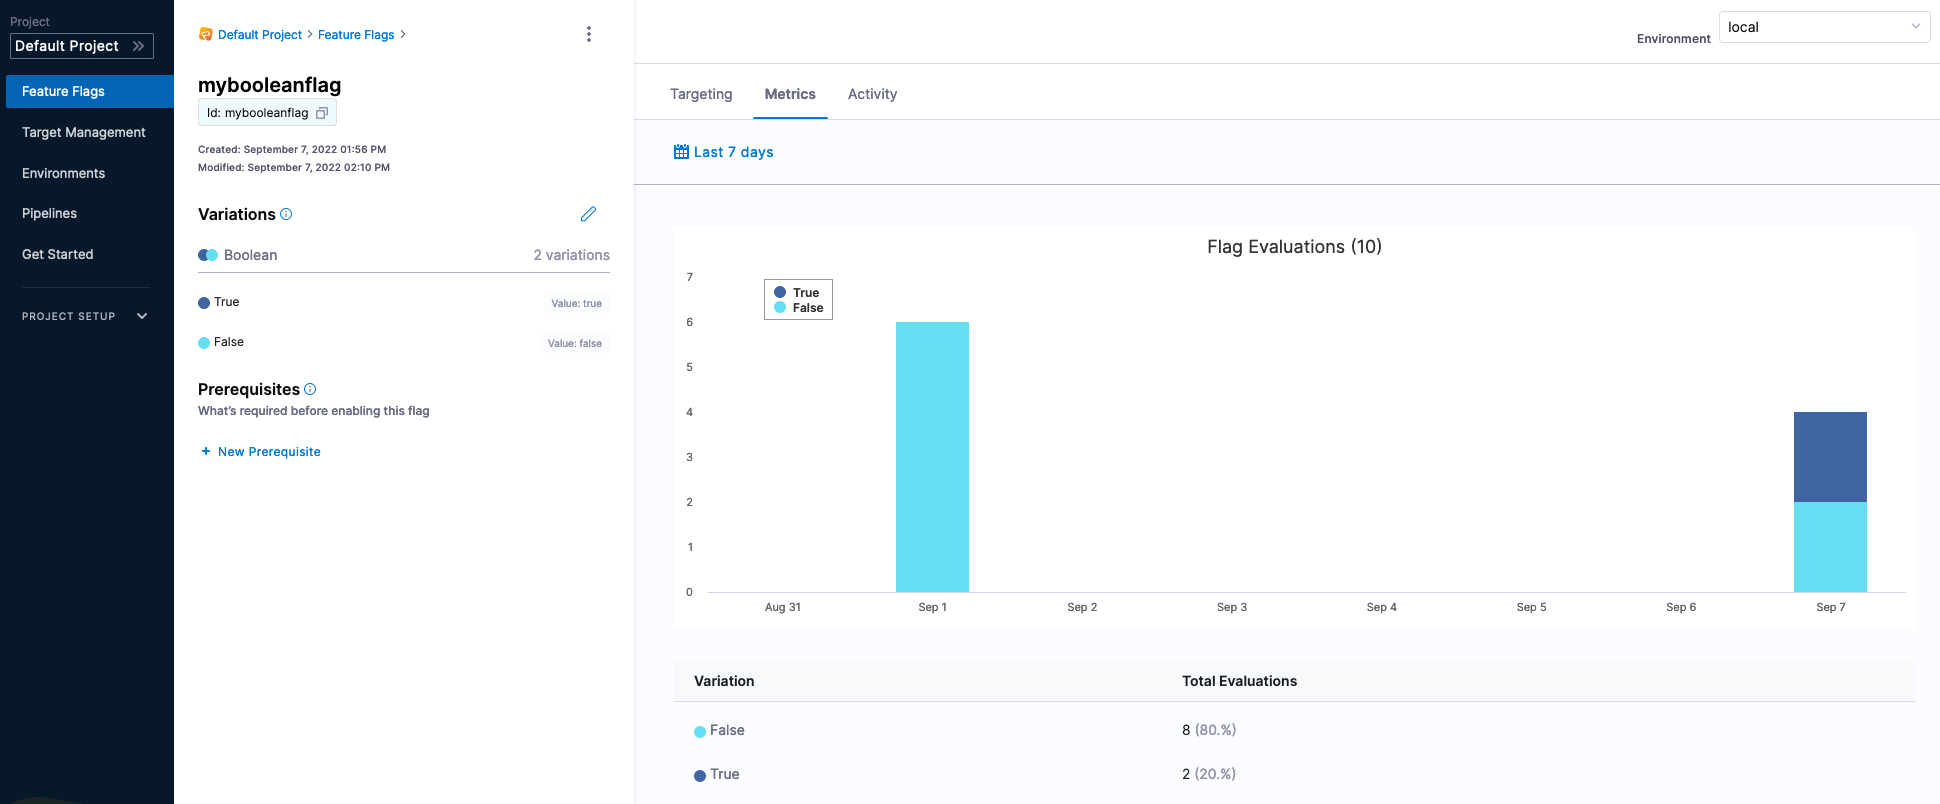 Project
Default Project
Feature Flags
Target Management
Environments
Pipelines
Get Started
PROJECT SETUP
Default Project > Feature Flags >
mybooleanflag
Id: mybooleanflag
Created: September 7, 2022 01:56 PM
Modified: September 7, 2022 02:10 PM
Variations
Boolean 2 variations
True Value: true
False Value: false
Prerequisites
What's required before enabling this flag
+ New Prerequisite
Environment local
Targeting Metrics Activity
Last 7 days
Flag Evaluations (10)
True
False
7
6
5
4
3
2
1
0
Aug 31 Sep 1 Sep 2 Sep 3 Sep 4 Sep 5 Sep 6 Sep 7
Variation Total Evaluations
False 8 (80.%)
True 2 (20.%)